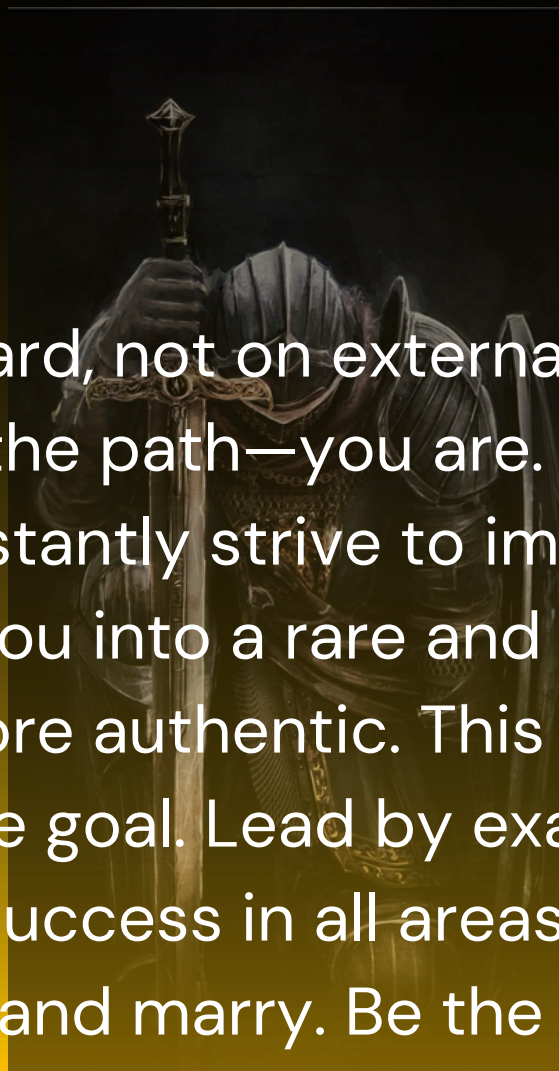 ard, not on externa
the path—you are.
stantly strive to im
ou into a rare and
ore authentic. This
e goal. Lead by exa
uccess in all areas
and marry. Be the